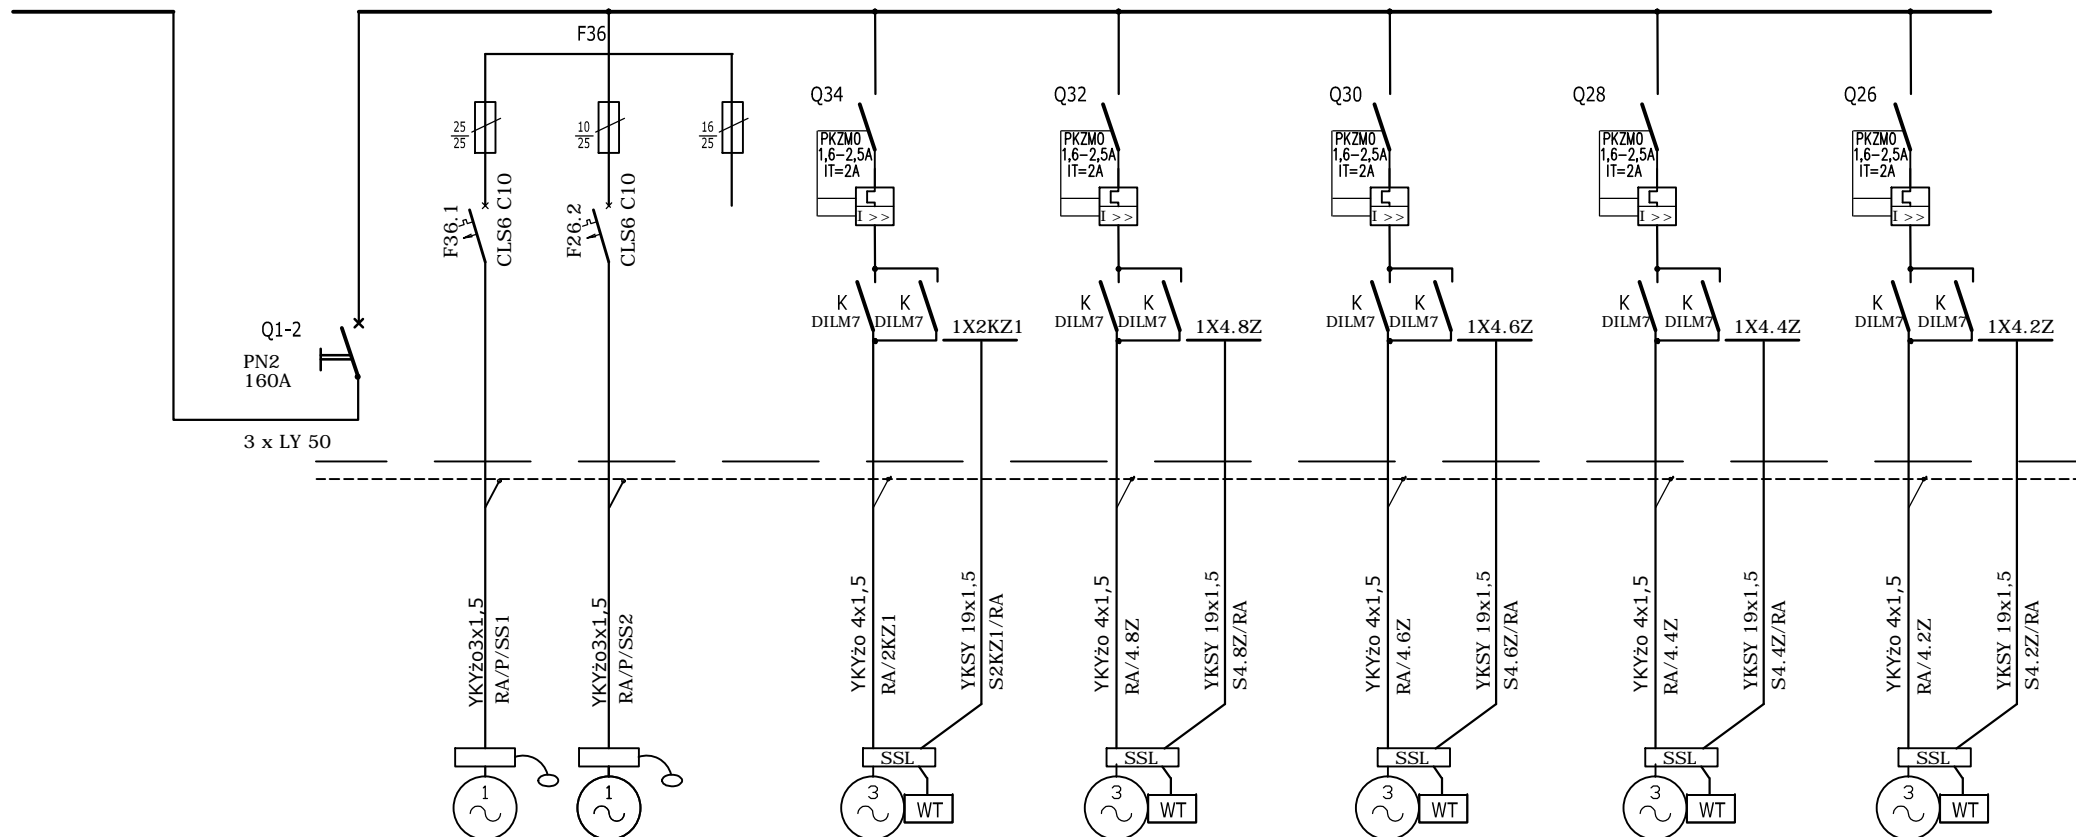 F36
Q34
Q32
Q30
Q28
Q26
25
25
10
25
16
25
PKZM0
1,6-2,5A
IT=2A
PKZM0
1,6-2,5A
IT=2A
PKZM0
1,6-2,5A
IT=2A
PKZM0
1,6-2,5A
IT=2A
PKZM0
1,6-2,5A
IT=2A
I >>
I >>
I >>
I >>
I >>
F36.1
CLS6 C10
F26.2
CLS6 C10
Q1-2
PN2
160A
3 x LY 50
K
DILM7
K
DILM7
1X2KZ1
K
DILM7
K
DILM7
1X4.8Z
K
DILM7
K
DILM7
1X4.6Z
K
DILM7
K
DILM7
1X4.4Z
K
DILM7
K
DILM7
1X4.2Z
YKYżo3x1,5
RA/P/SS1
YKYżo3x1,5
RA/P/SS2
YKYżo 4x1,5
RA/2KZ1
YKSY 19x1,5
S2KZ1/RA
YKYżo 4x1,5
RA/4.8Z
YKSY 19x1,5
S4.8Z/RA
YKYżo 4x1,5
RA/4.6Z
YKSY 19x1,5
S4.6Z/RA
YKYżo 4x1,5
RA/4.4Z
YKSY 19x1,5
S4.4Z/RA
YKYżo 4x1,5
RA/4.2Z
YKSY 19x1,5
S4.2Z/RA
SSL
SSL
SSL
SSL
SSL
1
1
3
WT
3
WT
3
WT
3
WT
3
WT